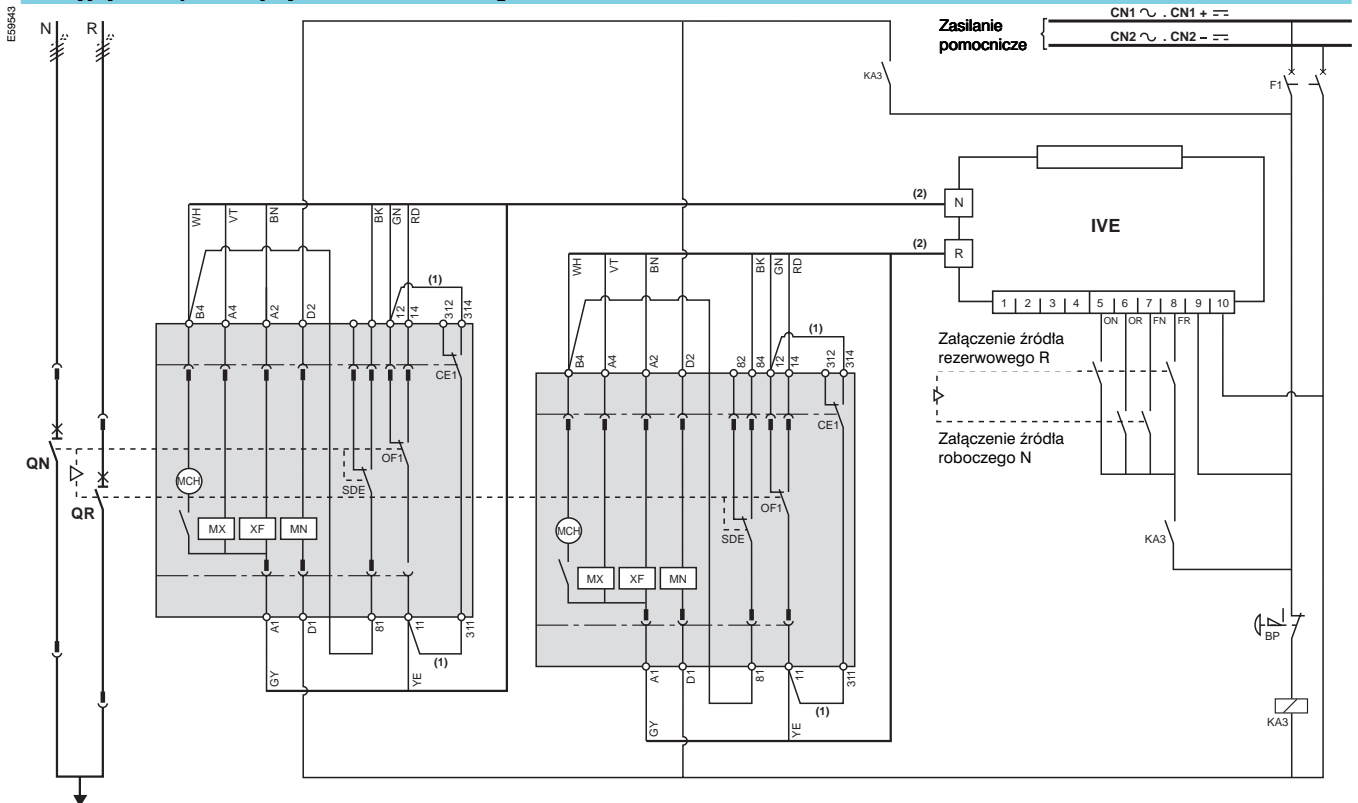 E59543
N
R
Zasilanie
pomocnicze
CN1 ∼ . CN1 + ⎓
CN2 ∼ . CN2 – ⎓
KA3
F1
(2)
N
IVE
(2)
R
1 | 2 | 3 | 4 | 5 | 6 | 7 | 8 | 9 | 10
ON OR FN FR
WH VT BN BK GN RD
(1)
B4 A4 A2 D2 12 14 312 314
CE1
WH VT BN BK GN RD
(1)
B4 A4 A2 D2 82 84 12 14 312 314
CE1
Załączenie źródła
rezerwowego R
Załączenie źródła
roboczego N
QN
QR
MCH
OF1
SDE
MX XF MN
MCH
OF1
SDE
MX XF MN
KA3
BP
KA3
A1 D1 81 11 311
(1)
GY YE
A1 D1 81 11 311
(1)
GY YE